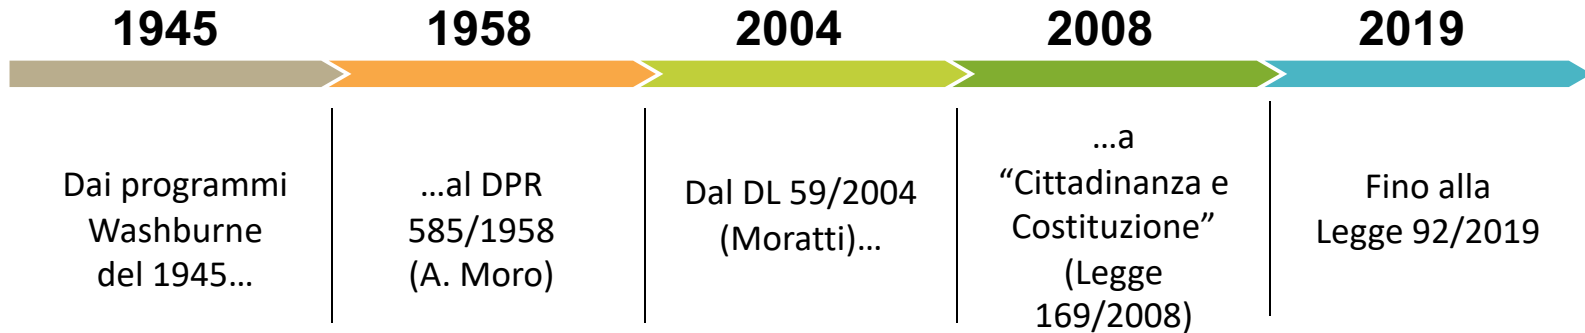 1945
1958
2004
2008
2019
Dai programmi
Washburne
del 1945…
…al DPR
585/1958
(A. Moro)
Dal DL 59/2004
(Moratti)…
…a
“Cittadinanza e
Costituzione”
(Legge
169/2008)
Fino alla
Legge 92/2019